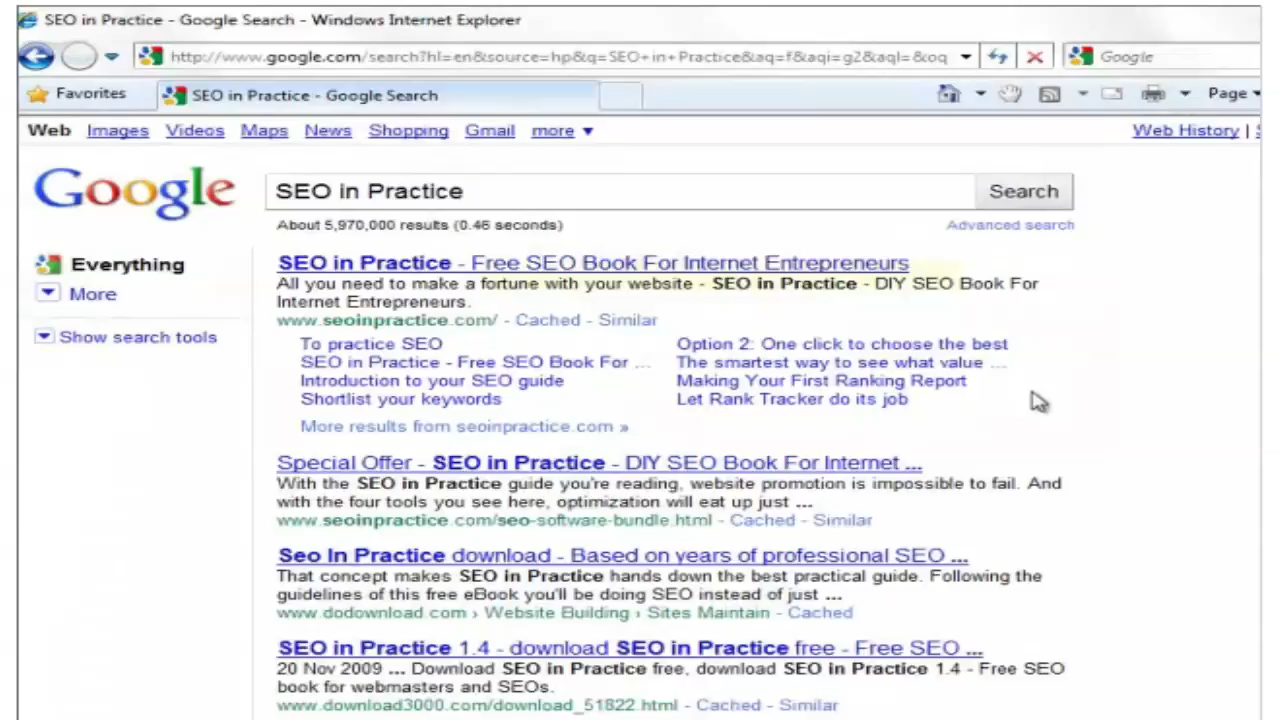 SEO in Practice - Google Search - Windows Internet Explorer
http://www.google.com/search?hl=en&source=hp&q=SEO+in+Practice&aq=f&aqi=g2&aql=&oq
Google
Favorites
SEO in Practice - Google Search
Page
Web Images Videos Maps News Shopping Gmail more
Web History |
Google
SEO in Practice
Search
About 5,970,000 results (0.46 seconds)
Advanced search
Everything
More
Show search tools
SEO in Practice - Free SEO Book For Internet Entrepreneurs
All you need to make a fortune with your website - SEO in Practice - DIY SEO Book For
Internet Entrepreneurs.
www.seoinpractice.com/ - Cached - Similar
To practice SEO
Option 2: One click to choose the best
SEO in Practice - Free SEO Book For ...
The smartest way to see what value ...
Introduction to your SEO guide
Making Your First Ranking Report
Shortlist your keywords
Let Rank Tracker do its job
More results from seoinpractice.com »
Special Offer - SEO in Practice - DIY SEO Book For Internet ...
With the SEO in Practice guide you're reading, website promotion is impossible to fail. And
with the four tools you see here, optimization will eat up just ...
www.seoinpractice.com/seo-software-bundle.html - Cached - Similar
Seo In Practice download - Based on years of professional SEO ...
That concept makes SEO in Practice hands down the best practical guide. Following the
guidelines of this free eBook you'll be doing SEO instead of just ...
www.dodownload.com › Website Building › Sites Maintain - Cached
SEO in Practice 1.4 - download SEO in Practice free - Free SEO ...
20 Nov 2009 ... Download SEO in Practice free, download SEO in Practice 1.4 - Free SEO
book for webmasters and SEOs.
www.download3000.com/download_51822.html - Cached - Similar